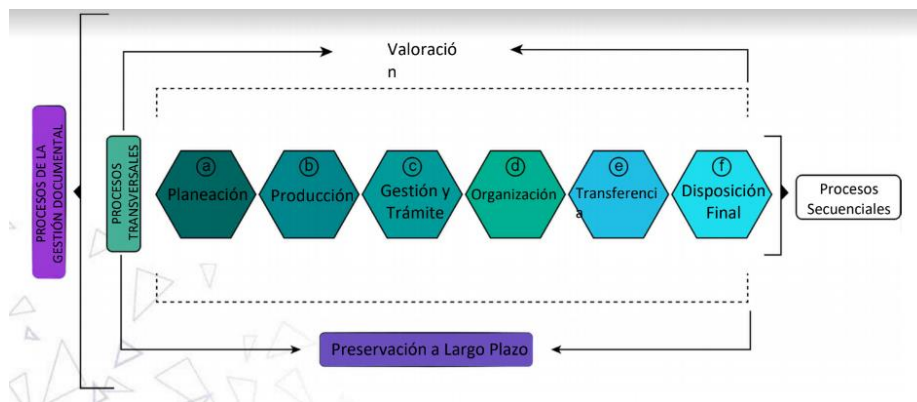 Valoració
n
PROCESOS DE LA
GESTIÓN DOCUMENTAL
PROCESOS
TRANSVERSALES
a
Planeación
b
Producción
c
Gestión y
Trámite
d
Organización
e
Transferenci
a
f
Disposición
Final
Procesos
Secuenciales
Preservación a Largo Plazo